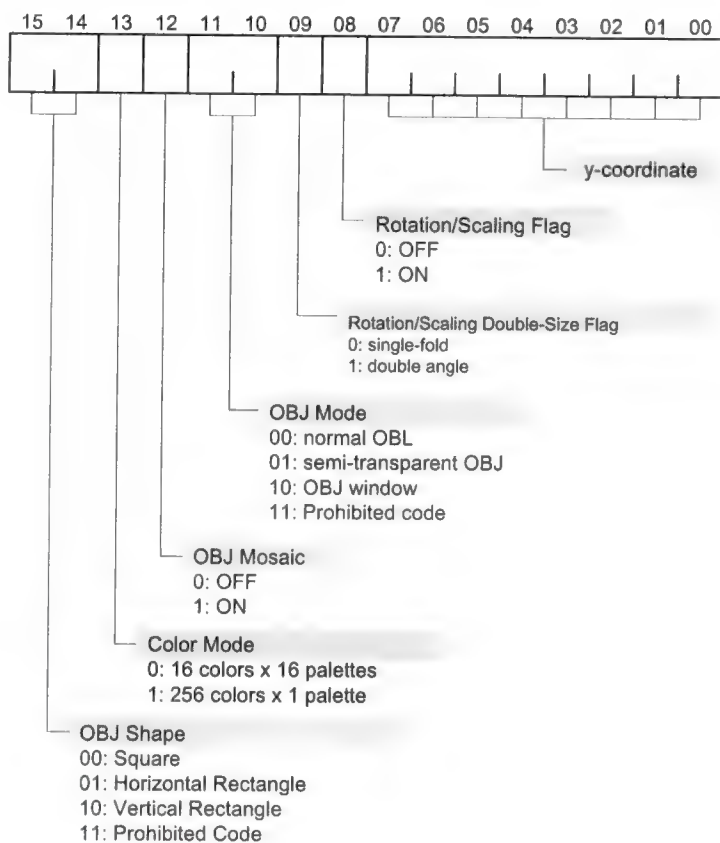 15 14 13 12 11 10 09 08 07 06 05 04 03 02 01 00
y-coordinate
Rotation/Scaling Flag
0: OFF
1: ON
Rotation/Scaling Double-Size Flag
0: single-fold
1: double angle
OBJ Mode
00: normal OBL
01: semi-transparent OBJ
10: OBJ window
11: Prohibited code
OBJ Mosaic
0: OFF
1: ON
Color Mode
0: 16 colors x 16 palettes
1: 256 colors x 1 palette
OBJ Shape
00: Square
01: Horizontal Rectangle
10: Vertical Rectangle
11: Prohibited Code